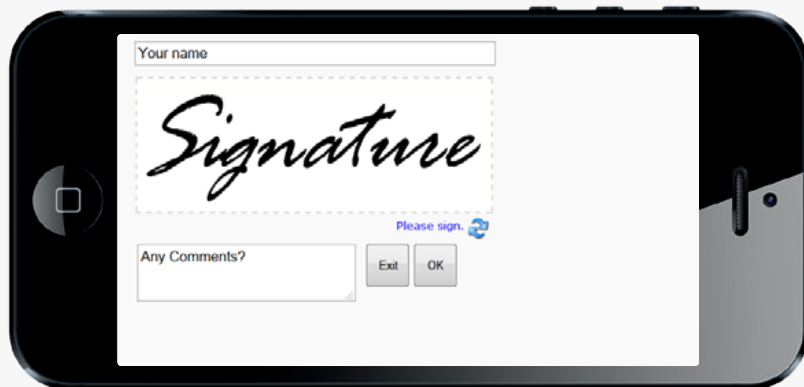 Your name
Signature
Please sign.
Any Comments?
Exit OK